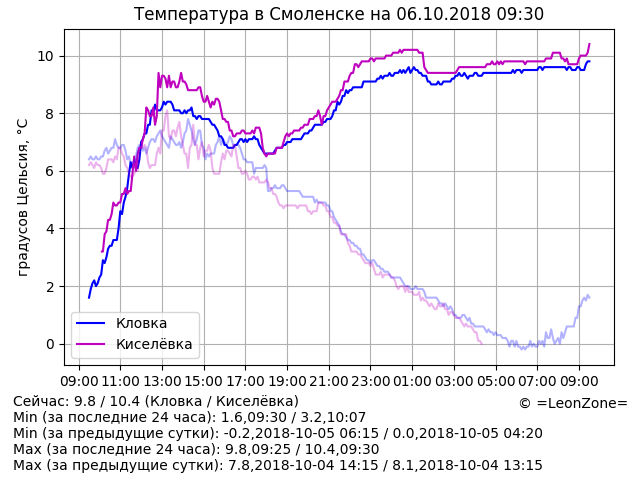 Температура в Смоленске на 06.10.2018 09:30
градусов Цельсия, °C
10
8
6
4
2
0
Кловка
Киселёвка
09:00 11:00 13:00 15:00 17:00 19:00 21:00 23:00 01:00 03:00 05:00 07:00 09:00
Сейчас: 9.8 / 10.4 (Кловка / Киселёвка)
© =LeonZone=
Min (за последние 24 часа): 1.6,09:30 / 3.2,10:07
Min (за предыдущие сутки): -0.2,2018-10-05 06:15 / 0.0,2018-10-05 04:20
Max (за последние 24 часа): 9.8,09:25 / 10.4,09:30
Max (за предыдущие сутки): 7.8,2018-10-04 14:15 / 8.1,2018-10-04 13:15